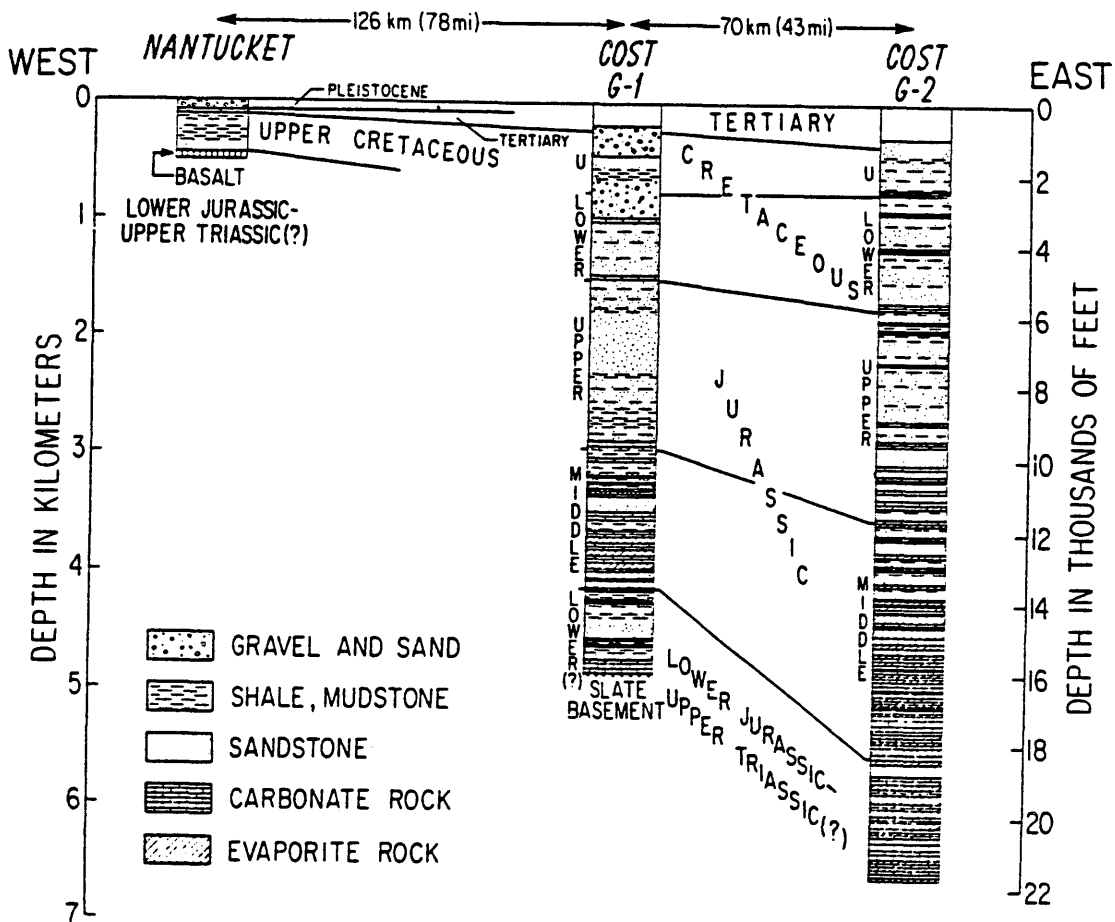 126 km (78mi)
70 km (43mi)
NANTUCKET
COST
G-1
COST
G-2
WEST
EAST
0
1
2
3
4
5
6
7
DEPTH IN KILOMETERS
0
2
4
6
8
10
12
14
16
18
20
22
DEPTH IN THOUSANDS OF FEET
PLEISTOCENE
TERTIARY
UPPER CRETACEOUS
BASALT
LOWER JURASSIC-
UPPER TRIASSIC(?)
TERTIARY
CRETACEOUS
JURASSIC
LOWER JURASSIC-
UPPER TRIASSIC(?)
U
LOWER
UPPER
MIDDLE
LOWER
(?)
SLATE
BASEMENT
U
LOWER
UPPER
MIDDLE
GRAVEL AND SAND
SHALE, MUDSTONE
SANDSTONE
CARBONATE ROCK
EVAPORITE ROCK